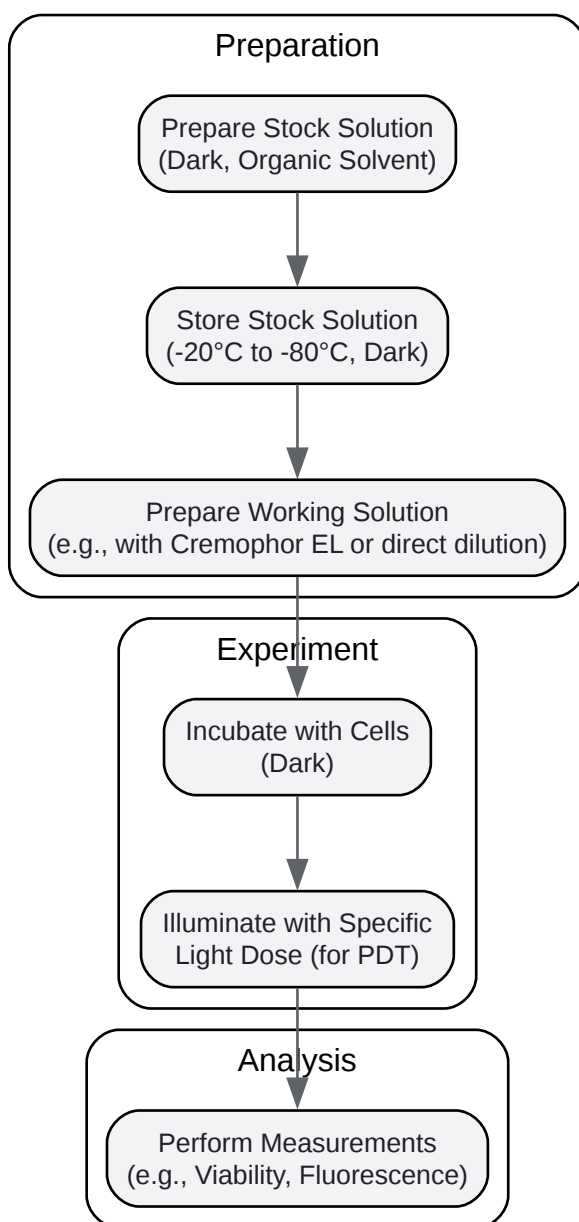 Preparation
Prepare Stock Solution
(Dark, Organic Solvent)
Store Stock Solution
(-20°C to -80°C, Dark)
Prepare Working Solution
(e.g., with Cremophor EL or direct dilution)
Experiment
Incubate with Cells
(Dark)
Illuminate with Specific
Light Dose (for PDT)
Analysis
Perform Measurements
(e.g., Viability, Fluorescence)